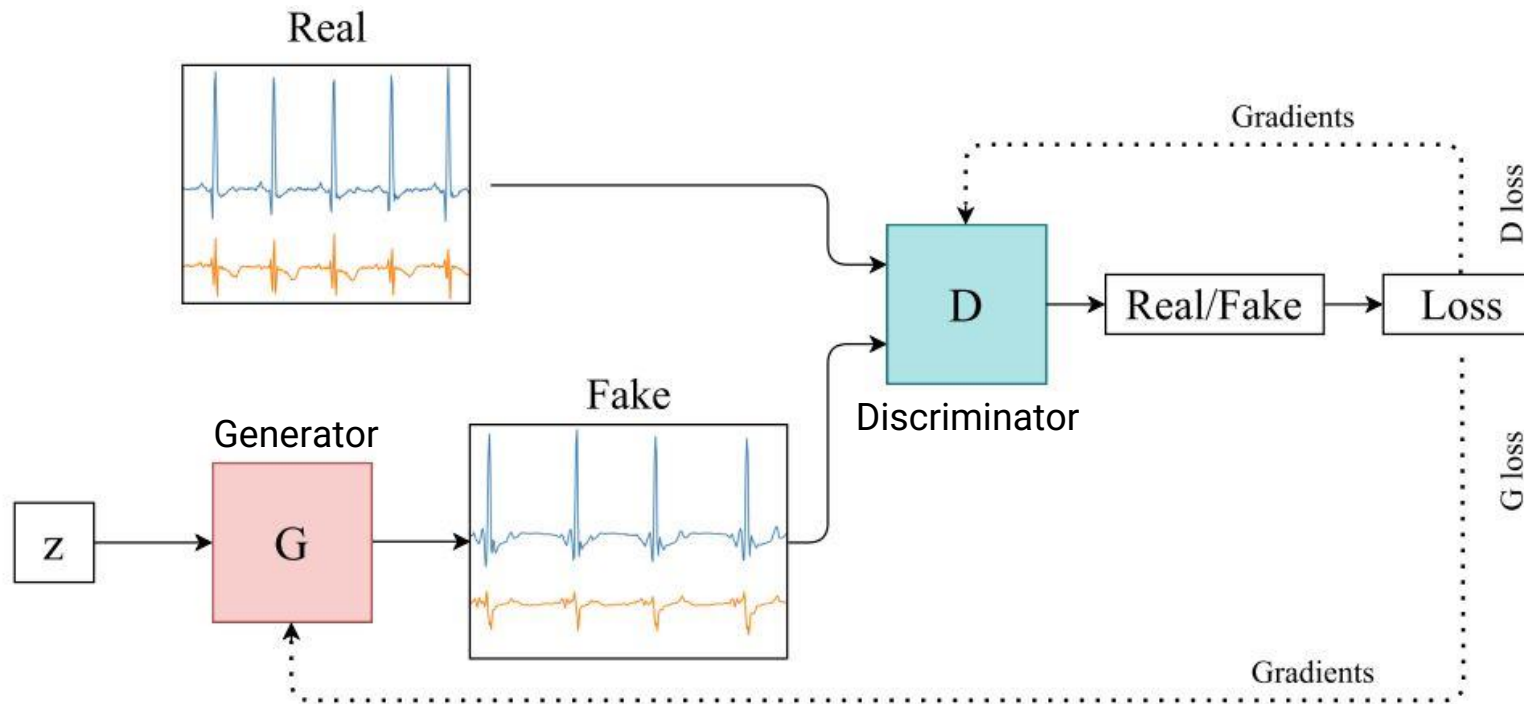 Real
Gradients
D loss
D
Real/Fake
Loss
Fake
Discriminator
Generator
G loss
z
G
Gradients